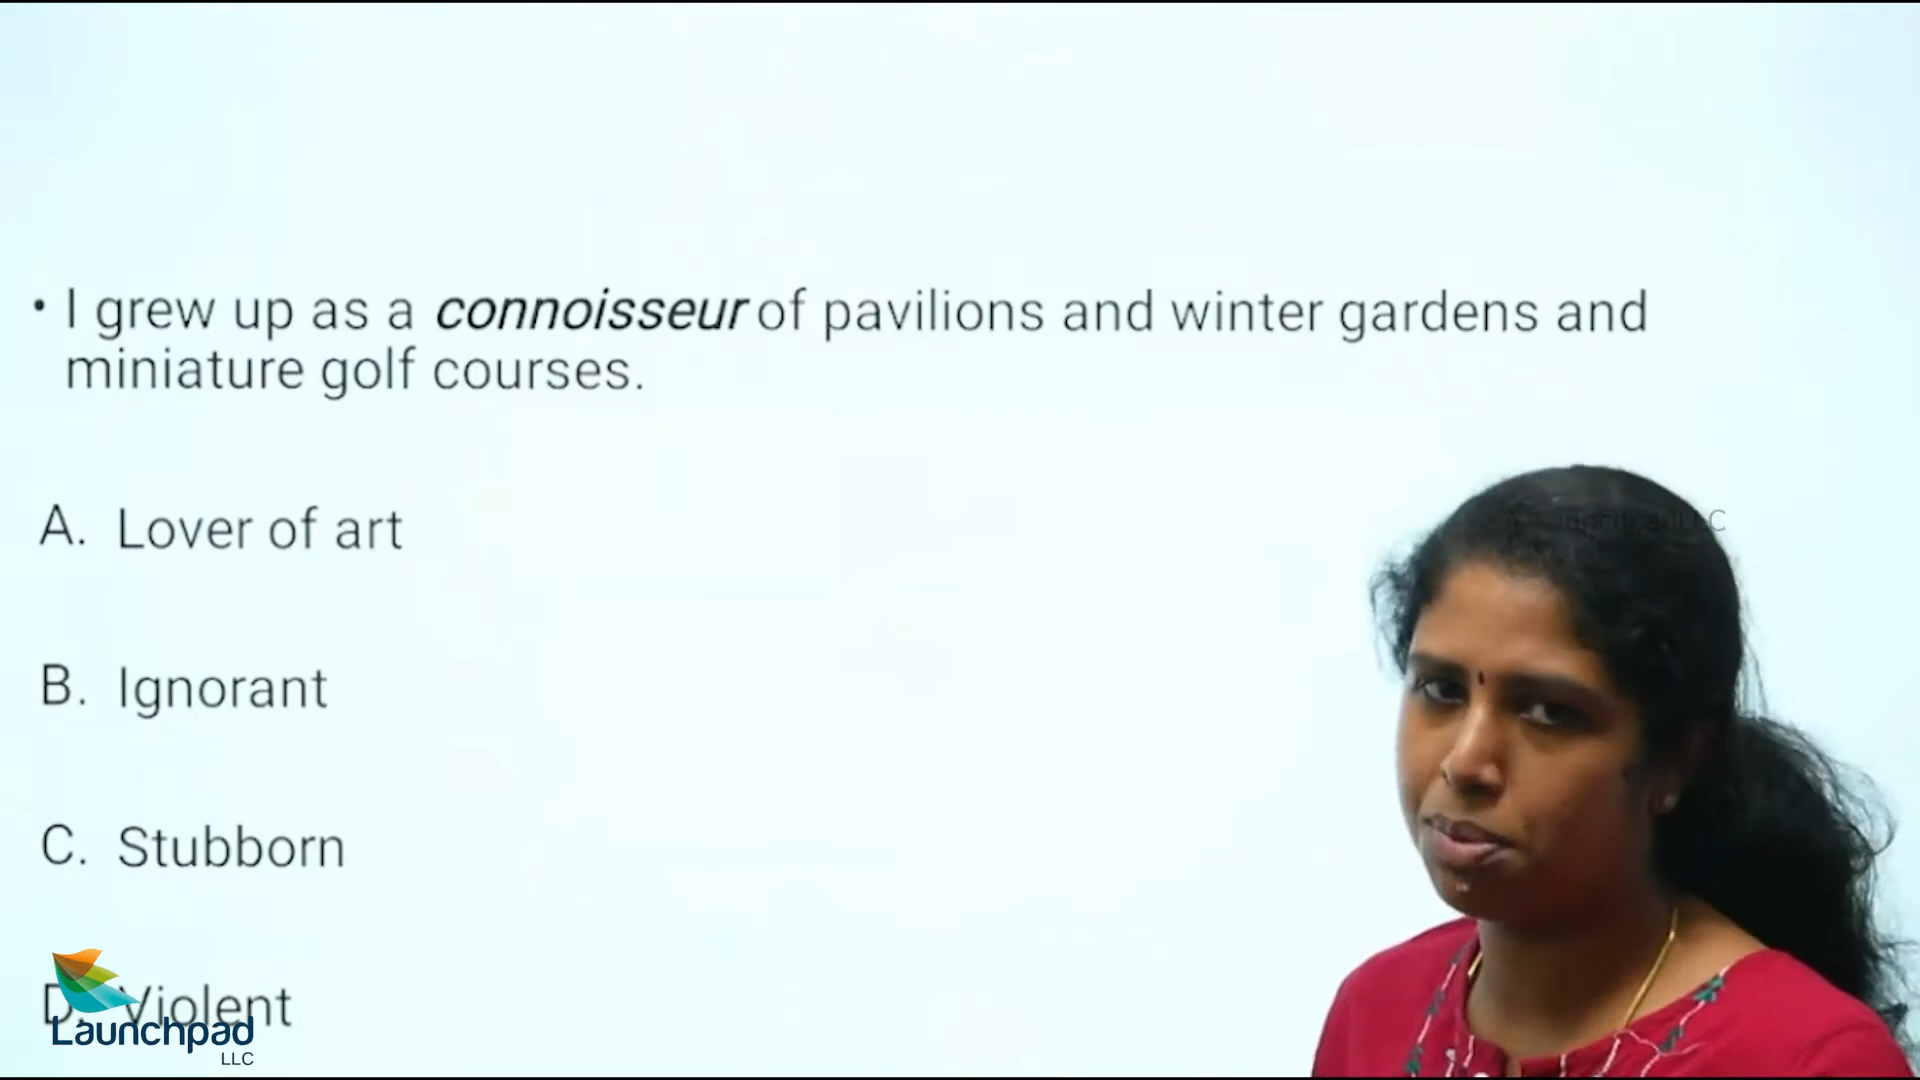 • I grew up as a connoisseur of pavilions and winter gardens and
miniature golf courses.
A. Lover of art
B. Ignorant
C. Stubborn
D. Violent
Launchpad
LLC